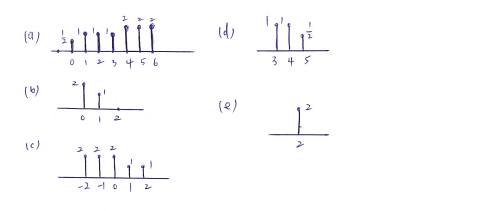 (a) 1/2 1 1 1 2 2 2
0 1 2 3 4 5 6
(b) 2 1
0 1 2
(c) 2 2 2 1 1
-2 -1 0 1 2
(d) 1 1 1/2
3 4 5
(e) 2
2